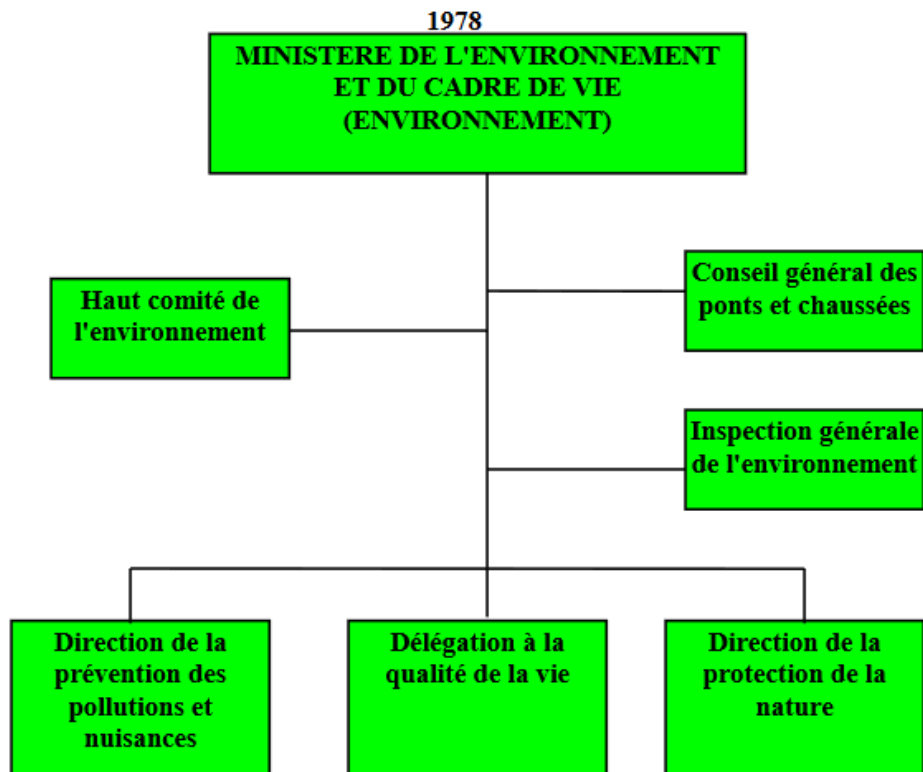 1978
MINISTERE DE L'ENVIRONNEMENT
ET DU CADRE DE VIE
(ENVIRONNEMENT)
Haut comité de
l'environnement
Conseil général des
ponts et chaussées
Inspection générale
de l'environnement
Direction de la
prévention des
pollutions et
nuisances
Délégation à la
qualité de la vie
Direction de la
protection de la
nature